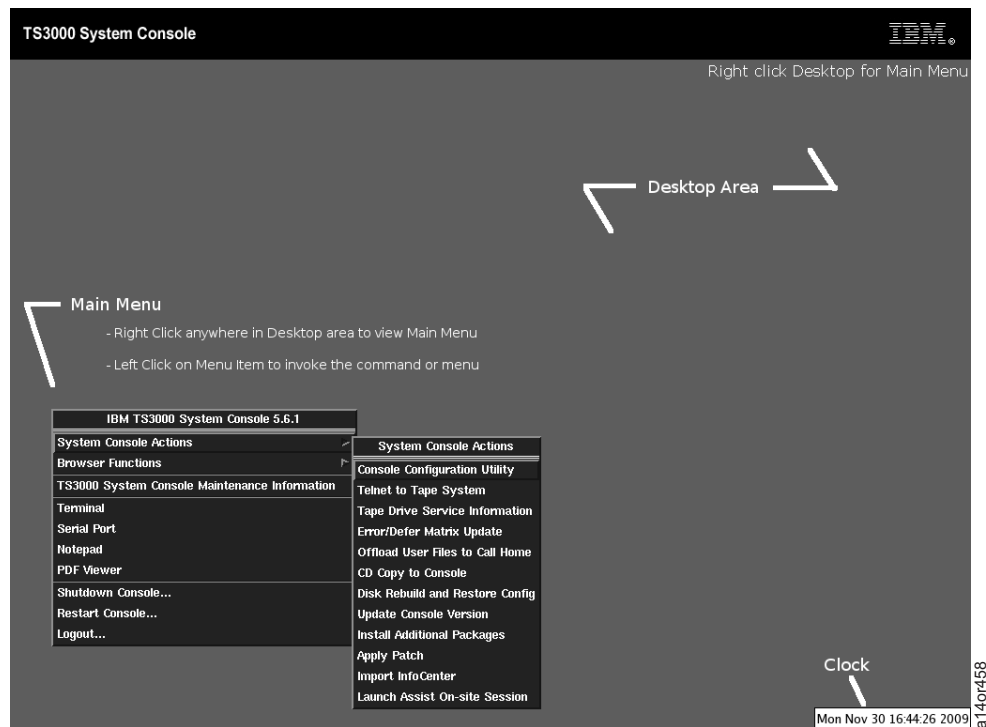 TS3000 System Console
IBM®
Right click Desktop for Main Menu
Desktop Area
Main Menu
- Right Click anywhere in Desktop area to view Main Menu
- Left Click on Menu Item to invoke the command or menu
IBM TS3000 System Console 5.6.1
System Console Actions
Browser Functions
TS3000 System Console Maintenance Information
Terminal
Serial Port
Notepad
PDF Viewer
Shutdown Console...
Restart Console...
Logout...
System Console Actions
Console Configuration Utility
Telnet to Tape System
Tape Drive Service Information
Error/Defer Matrix Update
Offload User Files to Call Home
CD Copy to Console
Disk Rebuild and Restore Config
Update Console Version
Install Additional Packages
Apply Patch
Import InfoCenter
Launch Assist On-site Session
Clock
Mon Nov 30 16:44:26 2009
a14or458